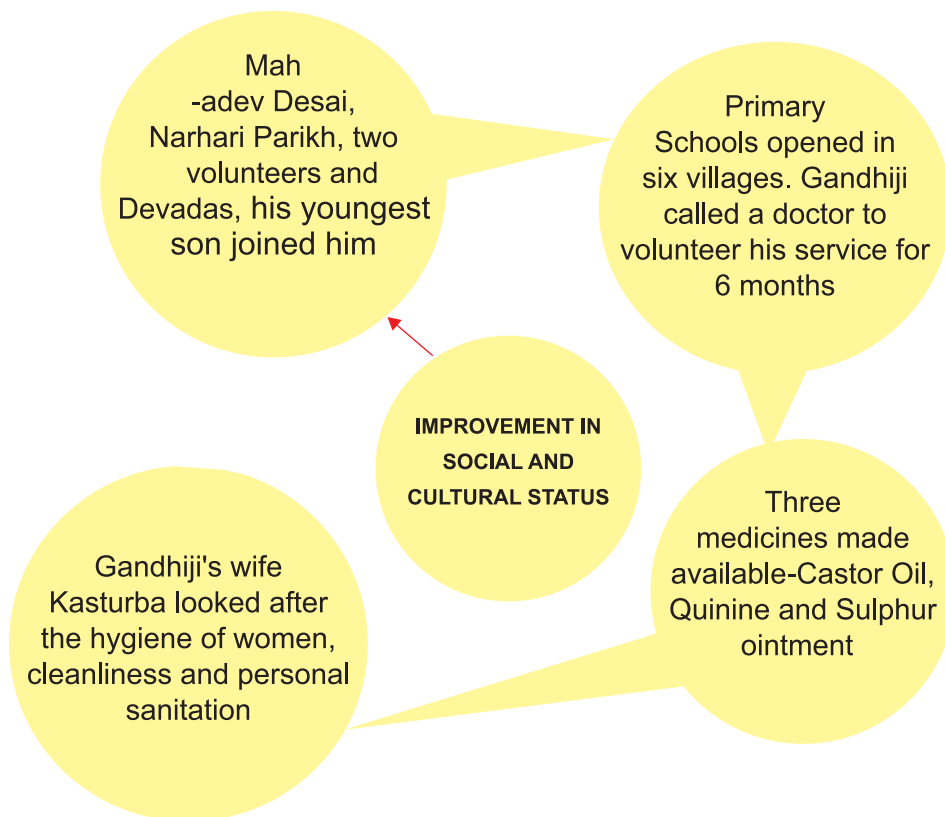 Mah
-adev Desai,
Narhari Parikh, two
volunteers and
Devadas, his youngest
son joined him
Primary
Schools opened in
six villages. Gandhiji
called a doctor to
volunteer his service for
6 months
IMPROVEMENT IN
SOCIAL AND
CULTURAL STATUS
Three
medicines made
available-Castor Oil,
Quinine and Sulphur
ointment
Gandhiji's wife
Kasturba looked after
the hygiene of women,
cleanliness and personal
sanitation